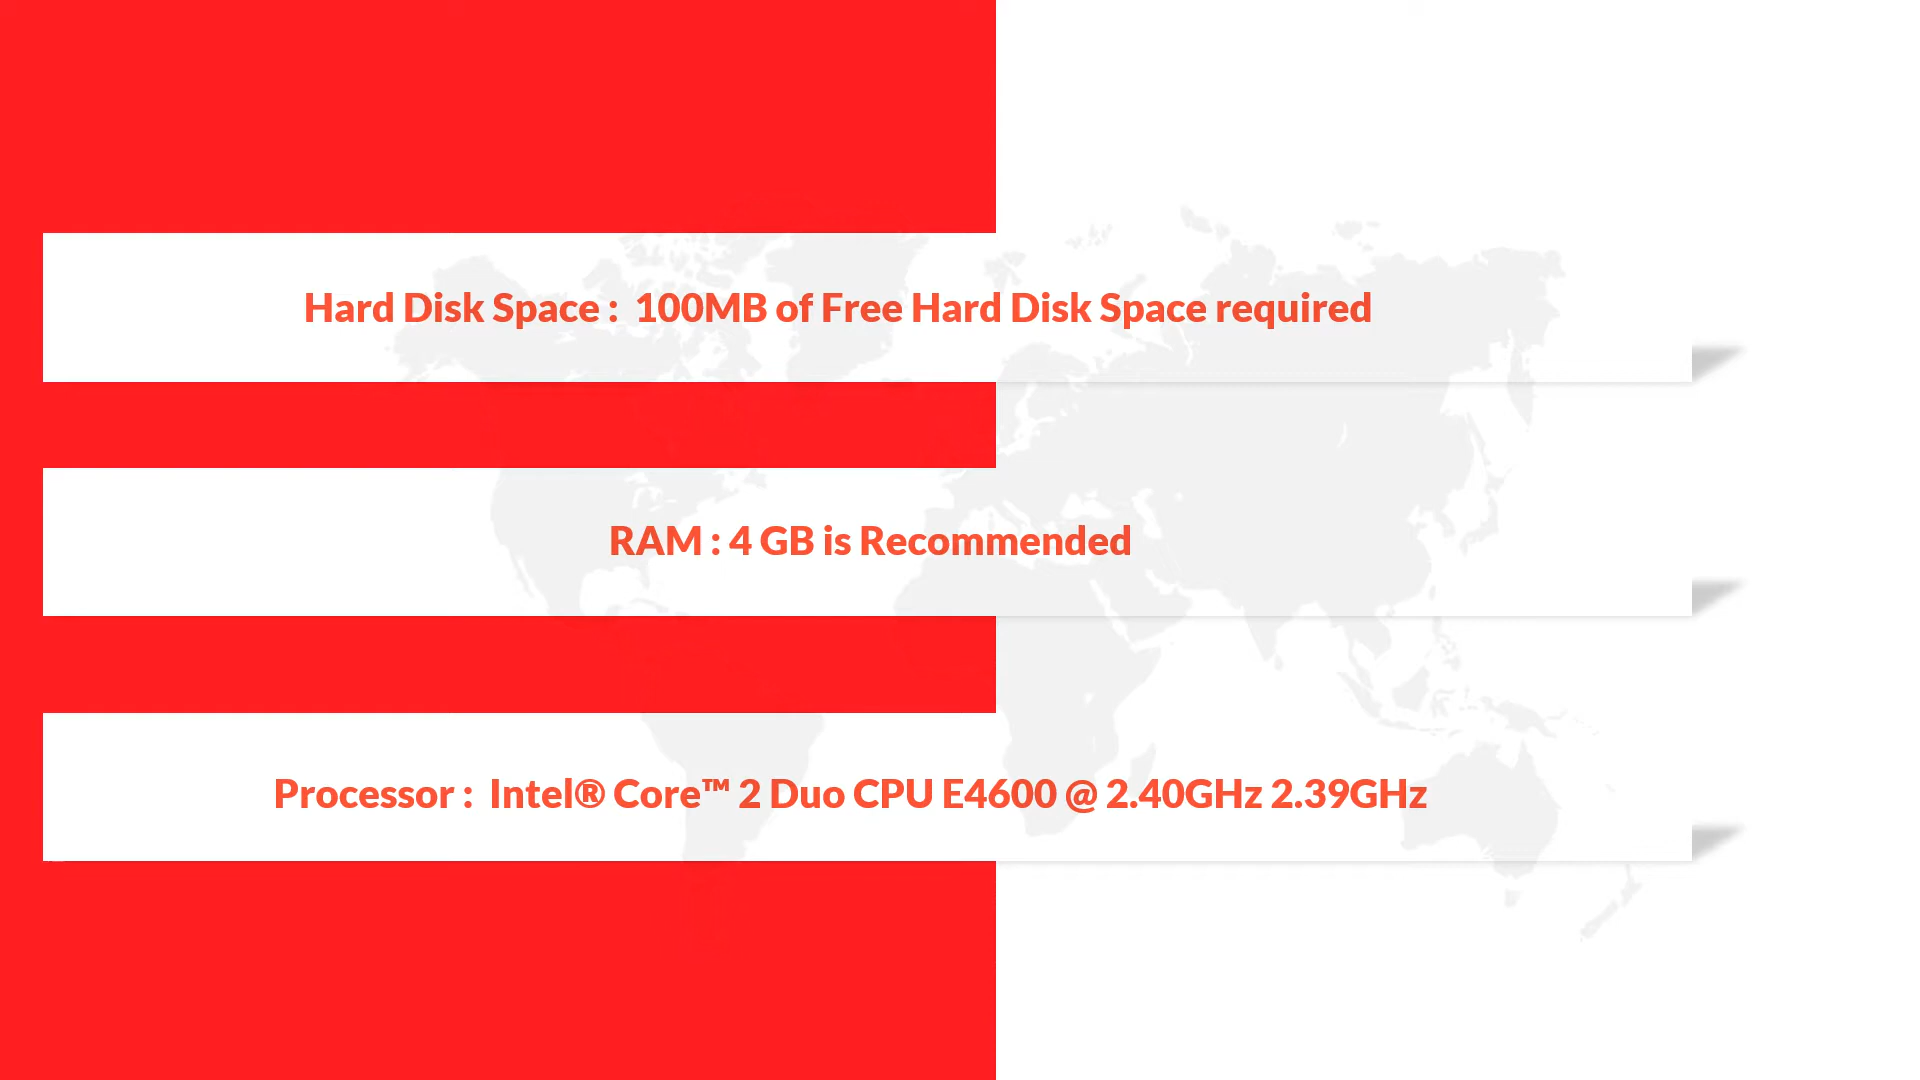 Hard Disk Space :  100MB of Free Hard Disk Space required
RAM : 4 GB is Recommended
Processor :  Intel® Core™ 2 Duo CPU E4600 @ 2.40GHz 2.39GHz